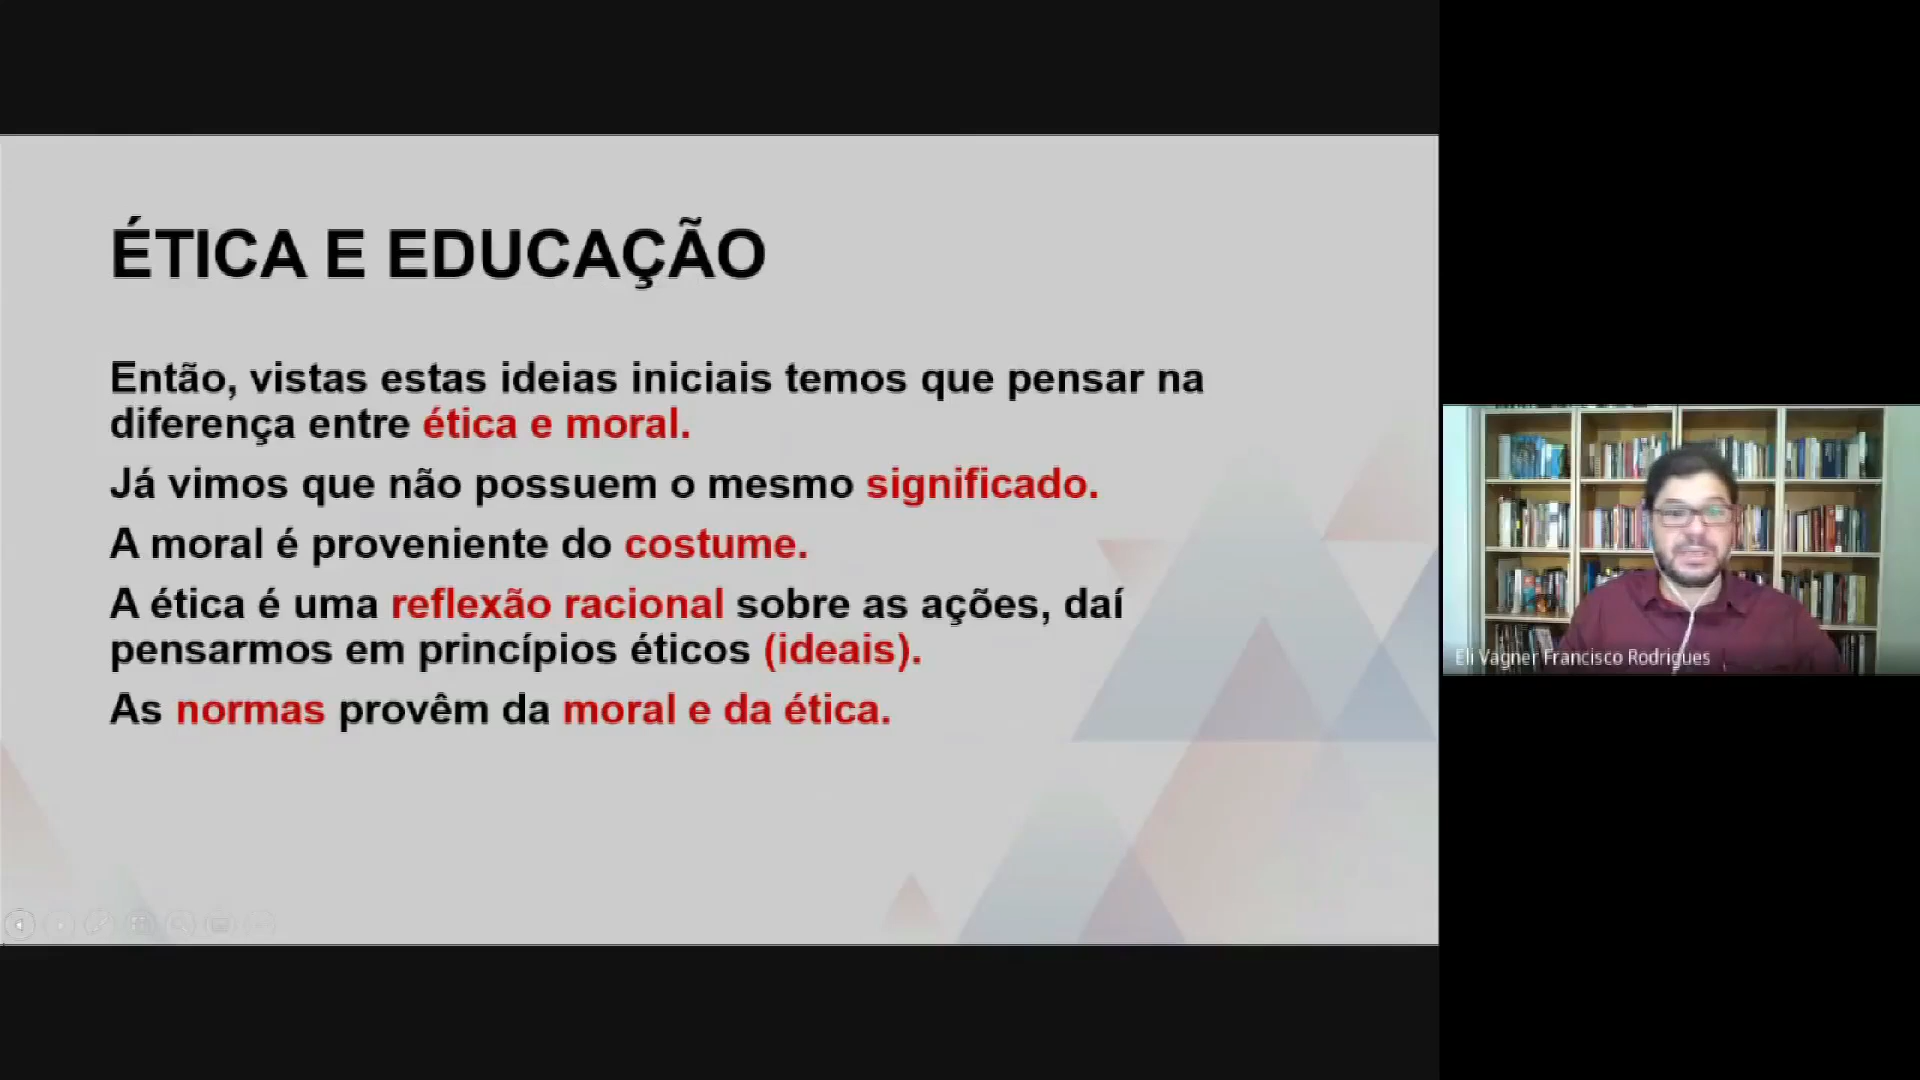 ÉTICA E EDUCAÇÃO
Então, vistas estas ideias iniciais temos que pensar na
diferença entre ética e moral.
Já vimos que não possuem o mesmo significado.
A moral é proveniente do costume.
A ética é uma reflexão racional sobre as ações, daí
pensarmos em princípios éticos (ideais).
As normas provêm da moral e da ética.
Eli Vagner Francisco Rodrigues